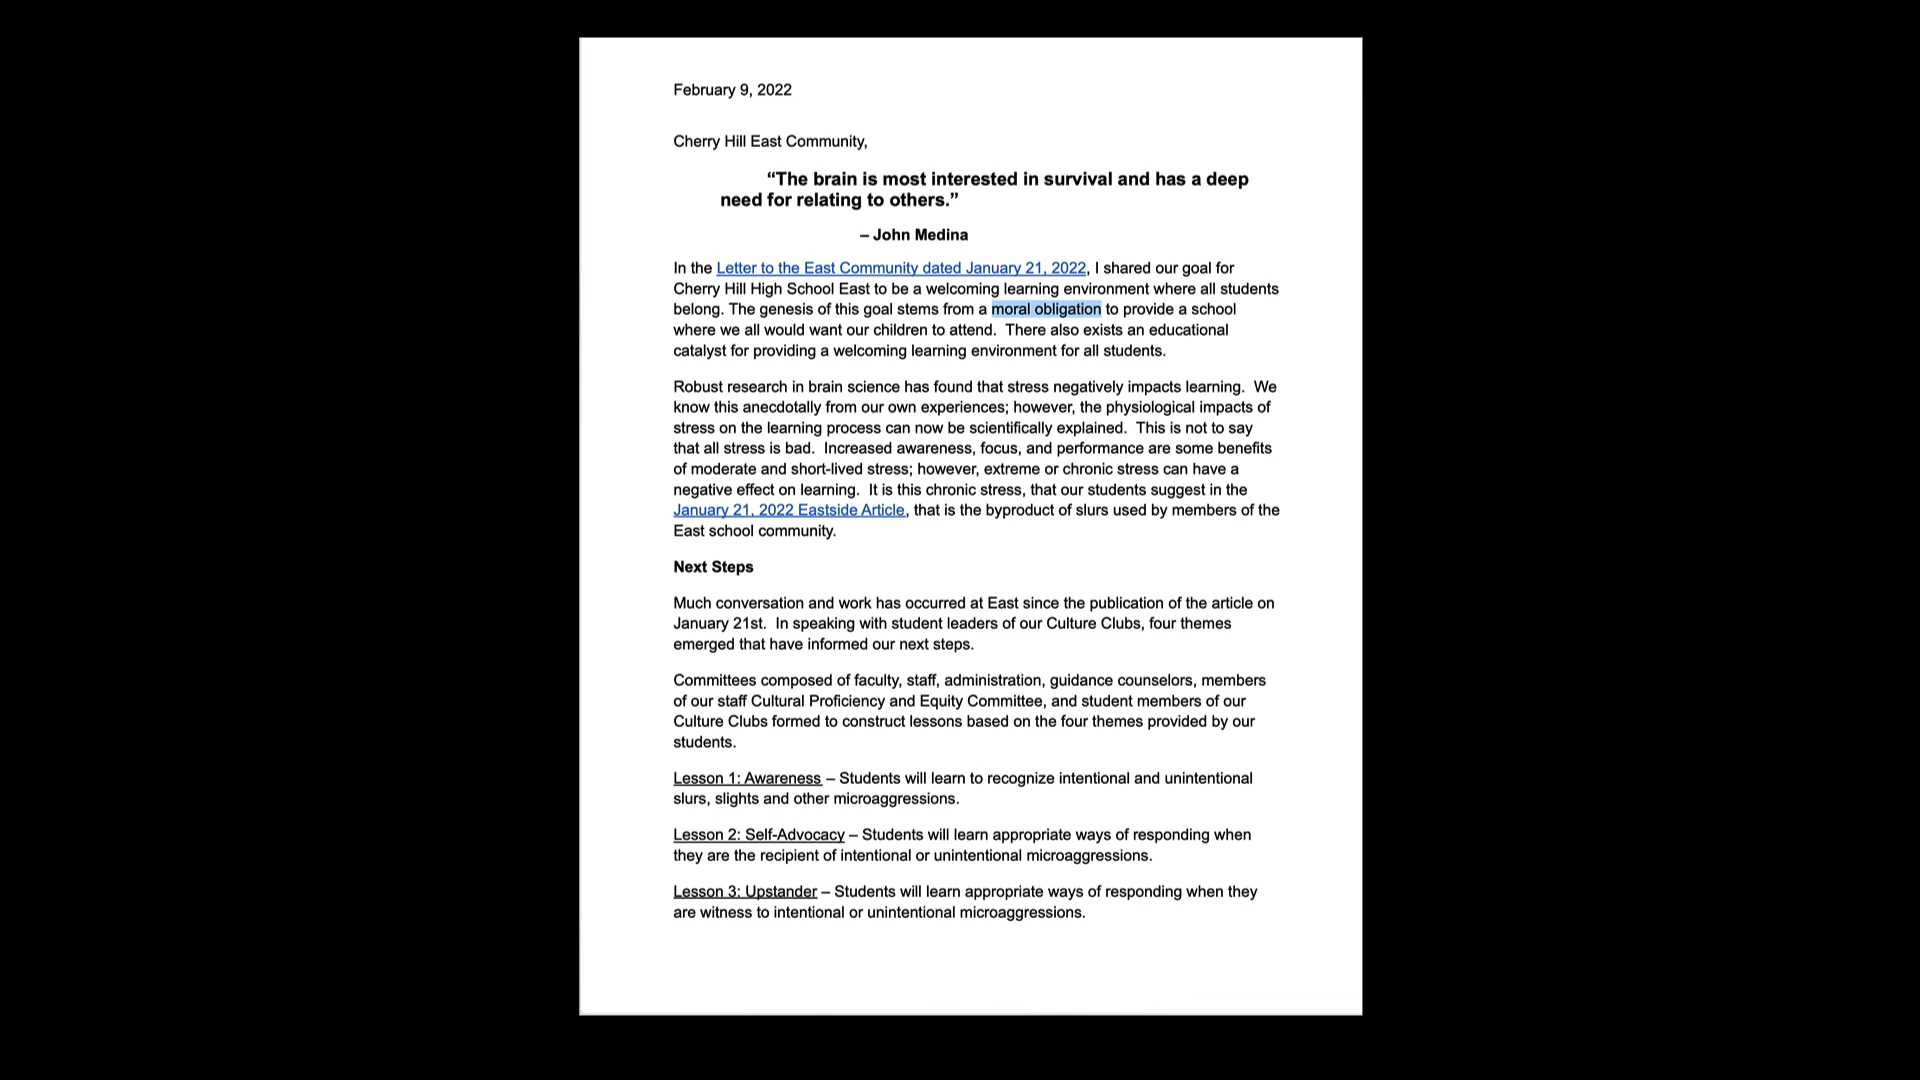 February 9, 2022
Cherry Hill East Community,
“The brain is most interested in survival and has a deep
need for relating to others.”
– John Medina
In the Letter to the East Community dated January 21, 2022, I shared our goal for
Cherry Hill High School East to be a welcoming learning environment where all students
belong. The genesis of this goal stems from a moral obligation to provide a school
where we all would want our children to attend.  There also exists an educational
catalyst for providing a welcoming learning environment for all students.
Robust research in brain science has found that stress negatively impacts learning.  We
know this anecdotally from our own experiences; however, the physiological impacts of
stress on the learning process can now be scientifically explained.  This is not to say
that all stress is bad.  Increased awareness, focus, and performance are some benefits
of moderate and short-lived stress; however, extreme or chronic stress can have a
negative effect on learning.  It is this chronic stress, that our students suggest in the
January 21, 2022 Eastside Article, that is the byproduct of slurs used by members of the
East school community.
Next Steps
Much conversation and work has occurred at East since the publication of the article on
January 21st.  In speaking with student leaders of our Culture Clubs, four themes
emerged that have informed our next steps.
Committees composed of faculty, staff, administration, guidance counselors, members
of our staff Cultural Proficiency and Equity Committee, and student members of our
Culture Clubs formed to construct lessons based on the four themes provided by our
students.
Lesson 1: Awareness – Students will learn to recognize intentional and unintentional
slurs, slights and other microaggressions.
Lesson 2: Self-Advocacy – Students will learn appropriate ways of responding when
they are the recipient of intentional or unintentional microaggressions.
Lesson 3: Upstander – Students will learn appropriate ways of responding when they
are witness to intentional or unintentional microaggressions.